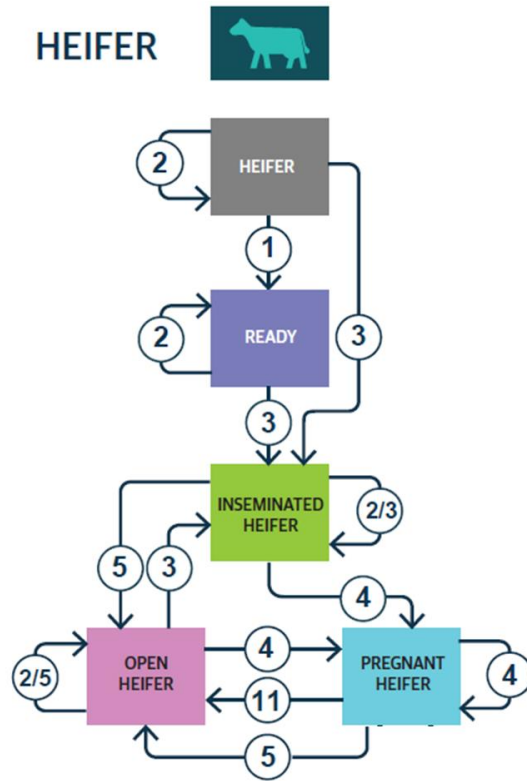 HEIFER
HEIFER
2
1
READY
2
3
3
INSEMINATED
HEIFER
2/3
5
3
4
OPEN
HEIFER
2/5
4
11
5
PREGNANT
HEIFER
4